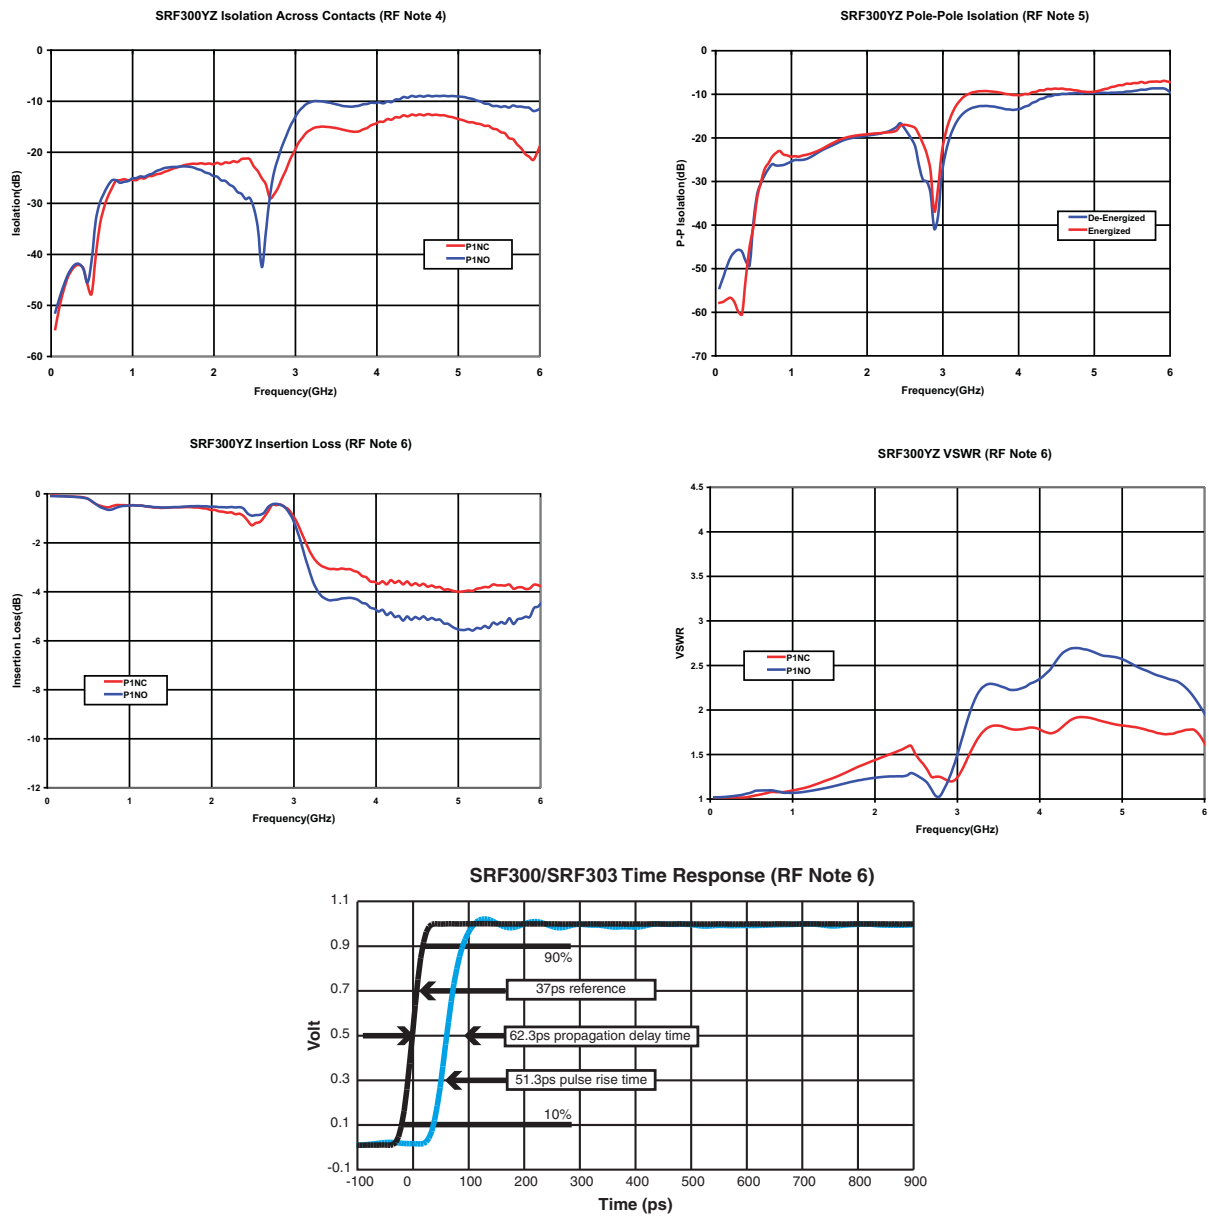 SRF300YZ Isolation Across Contacts (RF Note 4)
0
-10
-20
-30
-40
-50
-60
Isolation(dB)
P1NC
P1NO
0 1 2 3 4 5 6
Frequency(GHz)
SRF300YZ Pole-Pole Isolation (RF Note 5)
0
-10
-20
-30
-40
-50
-60
-70
P-P Isolation(dB)
De-Energized
Energized
0 1 2 3 4 5 6
Frequency(GHz)
SRF300YZ Insertion Loss (RF Note 6)
0
-2
-4
-6
-8
-10
-12
Insertion Loss(dB)
P1NC
P1NO
0 1 2 3 4 5 6
Frequency(GHz)
SRF300YZ VSWR (RF Note 6)
4.5
4
3.5
3
2.5
2
1.5
1
VSWR
P1NC
P1NO
0 1 2 3 4 5 6
Frequency(GHz)
SRF300/SRF303 Time Response (RF Note 6)
1.1
0.9
0.7
0.5
0.3
0.1
-0.1
Volt
90%
37ps reference
62.3ps propagation delay time
51.3ps pulse rise time
10%
-100 0 100 200 300 400 500 600 700 800 900
Time (ps)